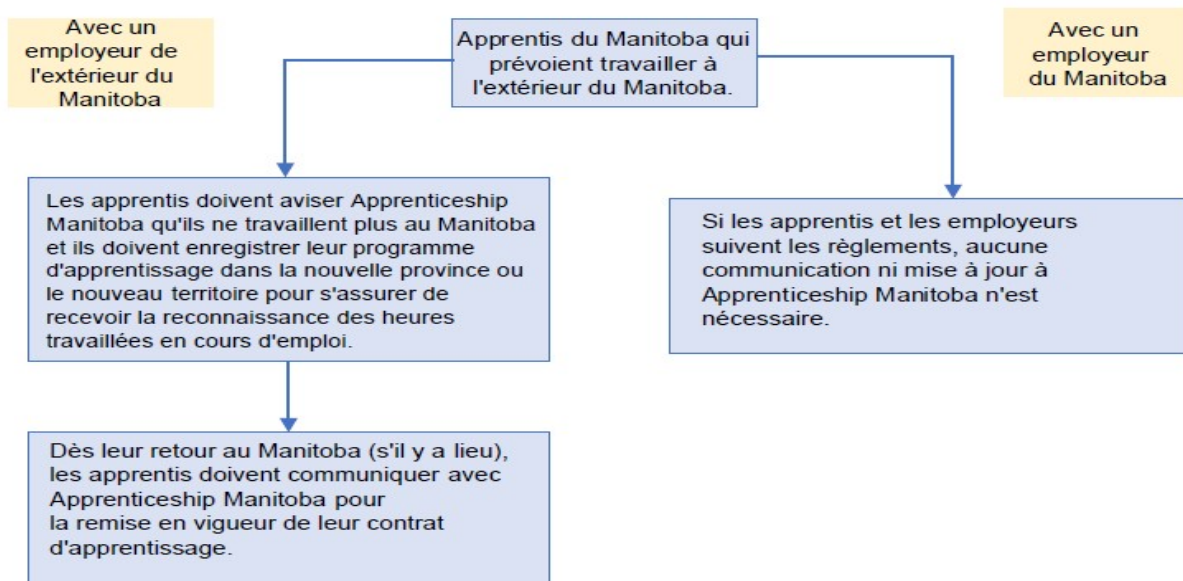 Avec un
employeur de
l'extérieur du
Manitoba
Apprentis du Manitoba qui
prévoient travailler à
l'extérieur du Manitoba.
Avec un
employeur
du Manitoba
Les apprentis doivent aviser Apprenticeship
Manitoba qu'ils ne travaillent plus au Manitoba
et ils doivent enregistrer leur programme
d'apprentissage dans la nouvelle province ou
le nouveau territoire pour s'assurer de
recevoir la reconnaissance des heures
travaillées en cours d'emploi.
Si les apprentis et les employeurs
suivent les règlements, aucune
communication ni mise à jour à
Apprenticeship Manitoba n'est
nécessaire.
Dès leur retour au Manitoba (s'il y a lieu),
les apprentis doivent communiquer avec
Apprenticeship Manitoba pour
la remise en vigueur de leur contrat
d'apprentissage.